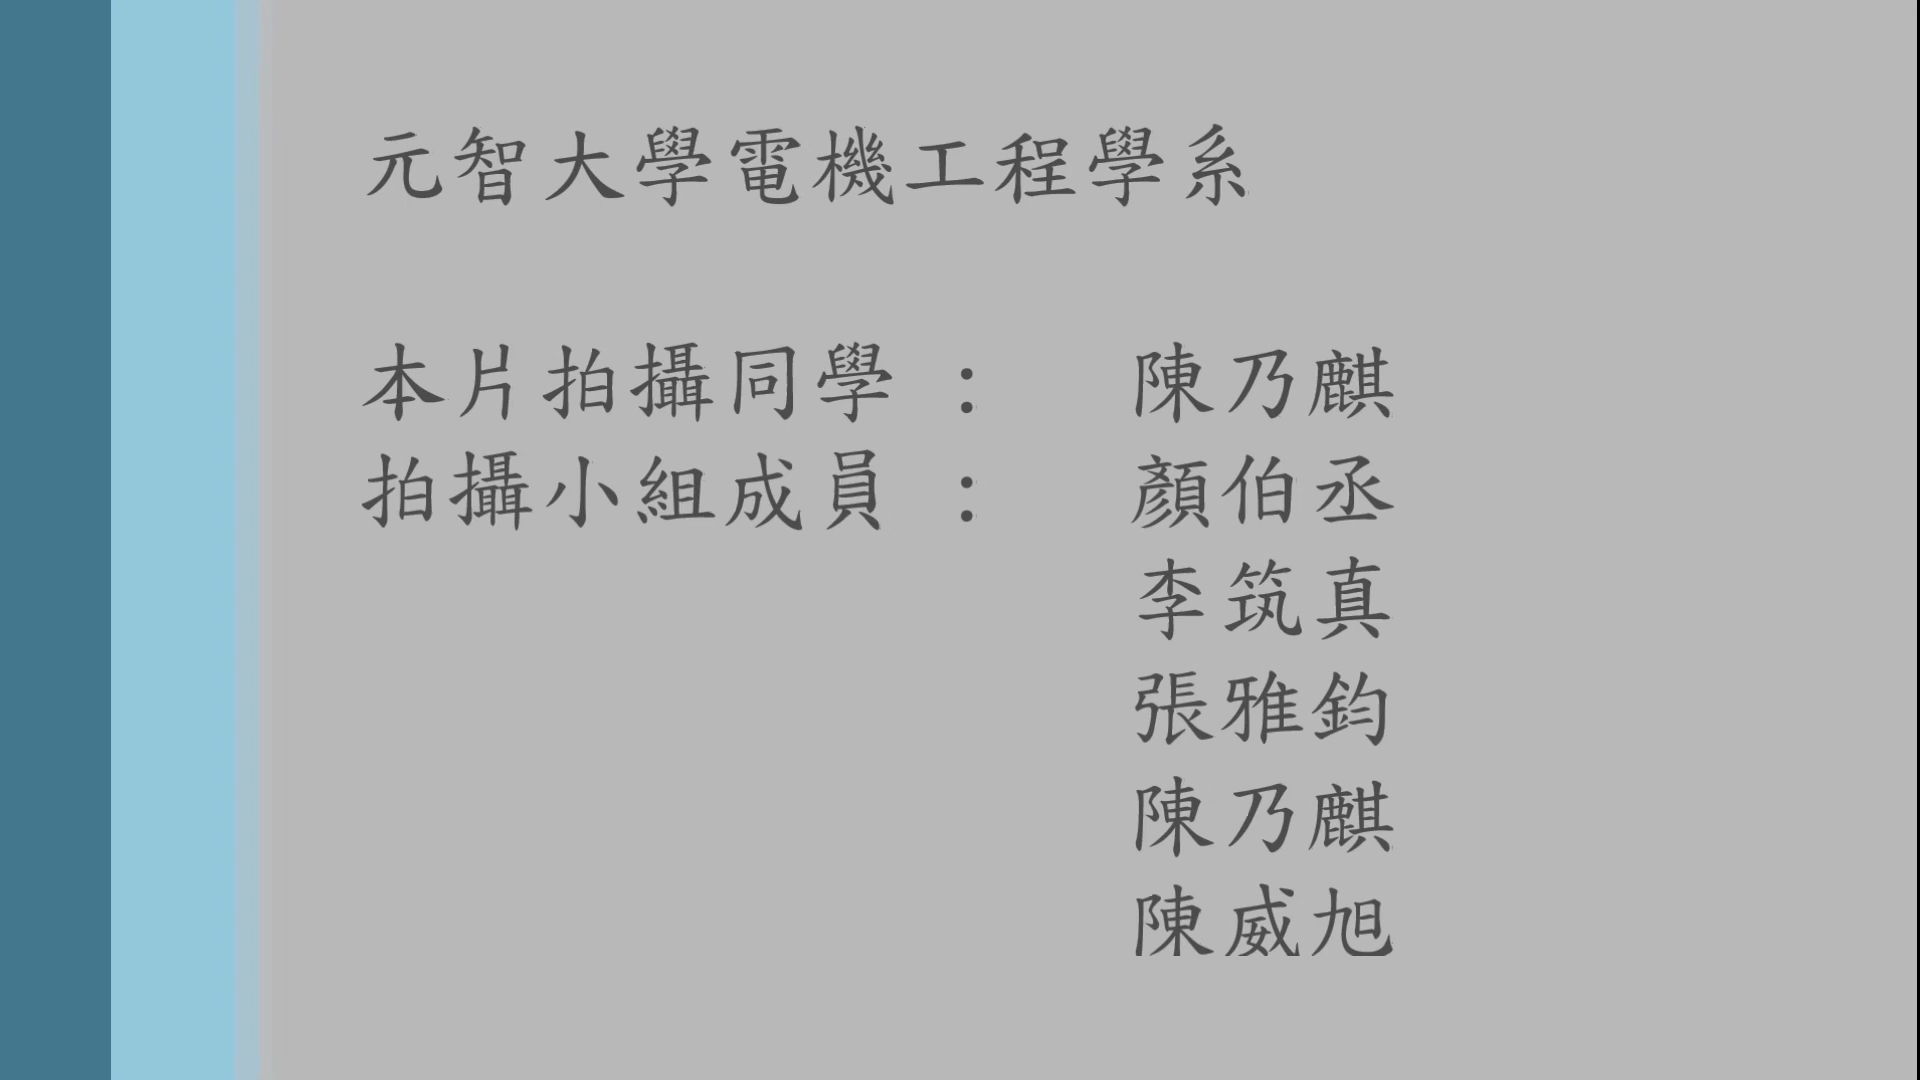 元智大學電機工程學系
本片拍攝同學 : 陳乃麒
拍攝小組成員 : 顏伯丞
李筑真
張雅鈞
陳乃麒
陳威旭